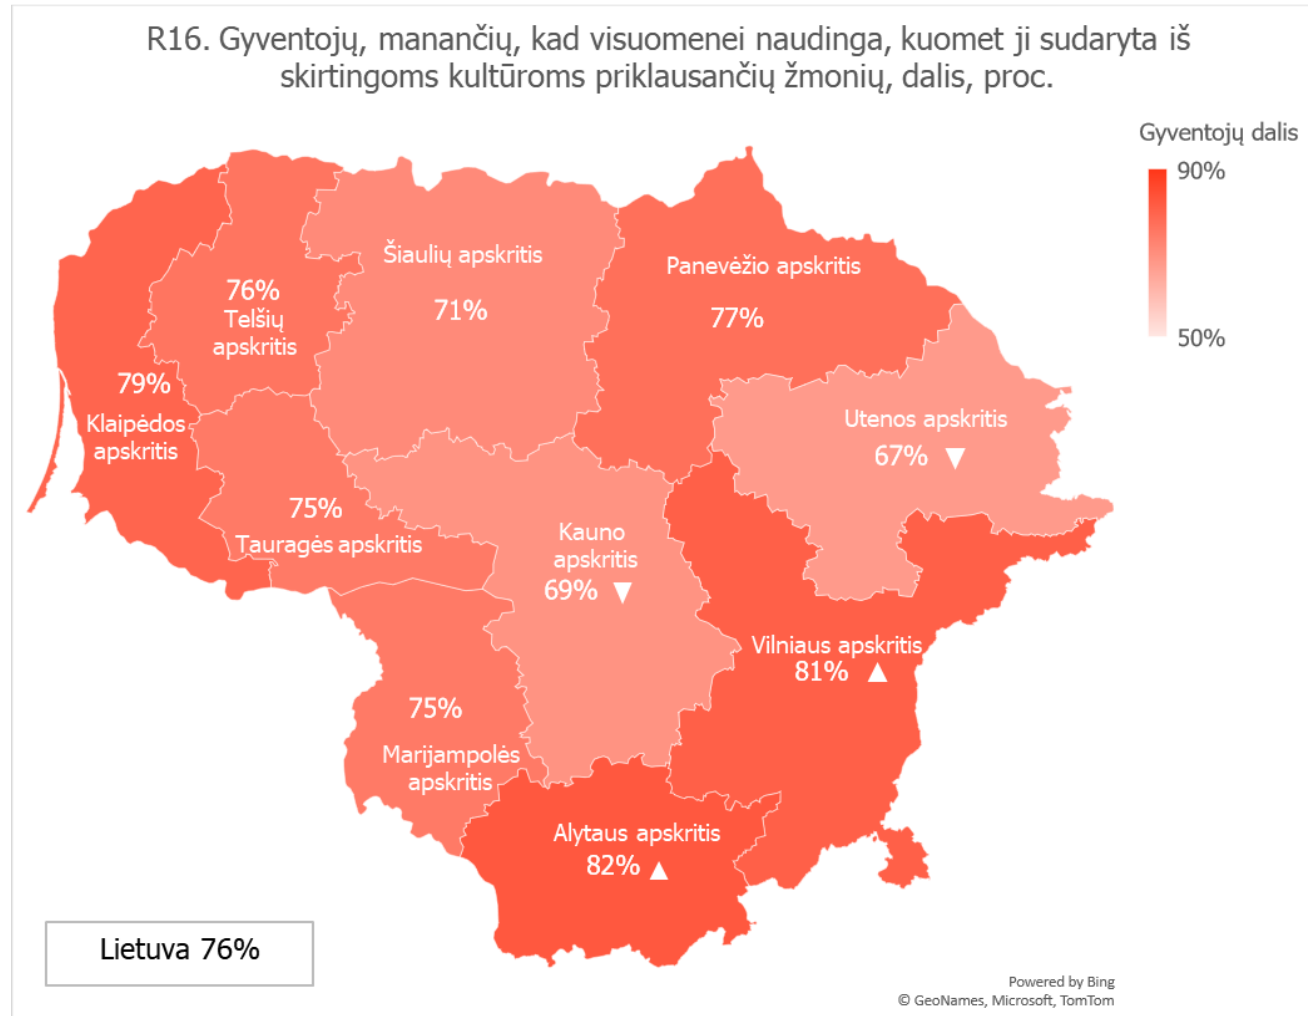 R16. Gyventojų, manančių, kad visuomenei naudinga, kuomet ji sudaryta iš
skirtingoms kultūroms priklausančių žmonių, dalis, proc.
Gyventojų dalis
90%
50%
Šiaulių apskritis
71%
Panevėžio apskritis
77%
76%
Telšių
apskritis
79%
Klaipėdos
apskritis
Utenos apskritis
67% ▼
75%
Tauragės apskritis
Kauno
apskritis
69% ▼
Vilniaus apskritis
81% ▲
75%
Marijampolės
apskritis
Alytaus apskritis
82% ▲
Lietuva 76%
Powered by Bing
© GeoNames, Microsoft, TomTom